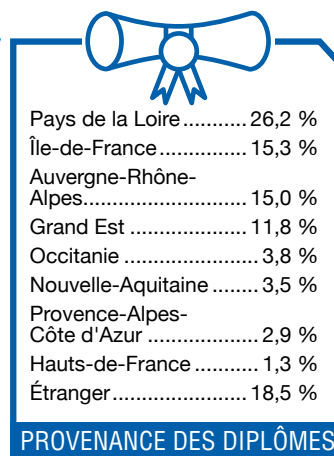 Pays de la Loire ........... 26,2 %
Île-de-France ................ 15,3 %
Auvergne-Rhône-
Alpes ............................ 15,0 %
Grand Est .................... 11,8 %
Occitanie ....................... 3,8 %
Nouvelle-Aquitaine ........ 3,5 %
Provence-Alpes-
Côte d'Azur ................... 2,9 %
Hauts-de-France ........... 1,3 %
Étranger ....................... 18,5 %
PROVENANCE DES DIPLÔMES